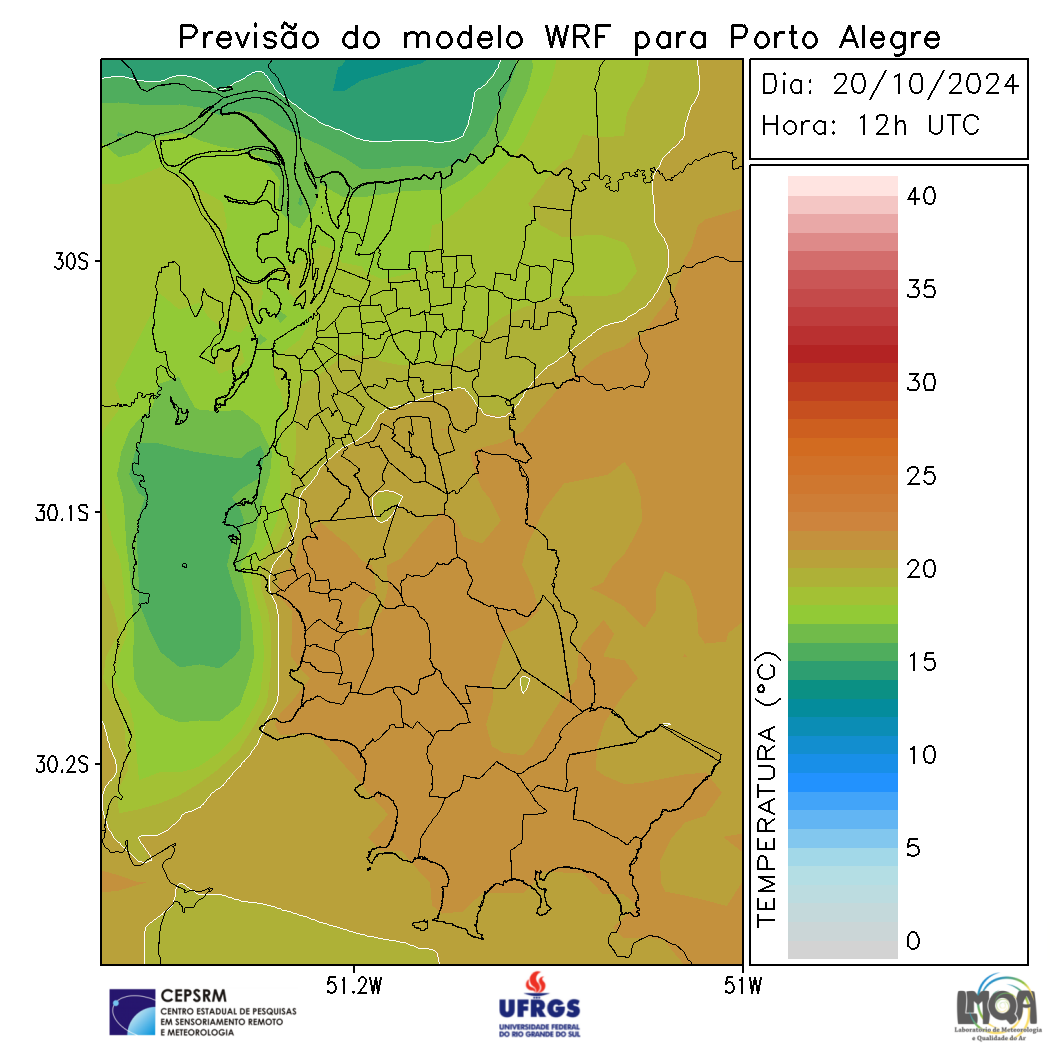 Previsão do modelo WRF para Porto Alegre
Dia: 20/10/2024
Hora: 12h UTC
40
35
30
25
20
15
10
5
0
TEMPERATURA (°C)
30S
30.1S
30.2S
51.2W
51W
CEPSRM
CENTRO ESTADUAL DE PESQUISAS
EM SENSORIAMENTO REMOTO
E METEOROLOGIA
UFRGS
UNIVERSIDADE FEDERAL
DO RIO GRANDE DO SUL
LMQA
Laboratório de Meteorologia
e Qualidade do Ar